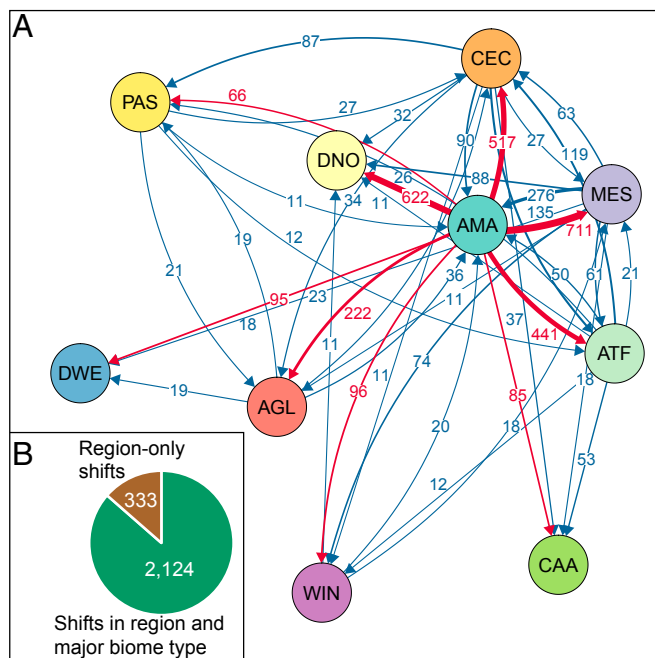 A
87
CEC
PAS
66
63
27
32
90
517
27
119
DNO
88
26
MES
276
622
34
11
135
11
AMA
711
19
12
21
36
50
61
21
95
23
11
222
18
11
37
441
ATF
74
DWE
11
18
19
96
85
AGL
20
18
53
B
Region-only
shifts
12
333
2,124
CAA
WIN
Shifts in region and
major biome type